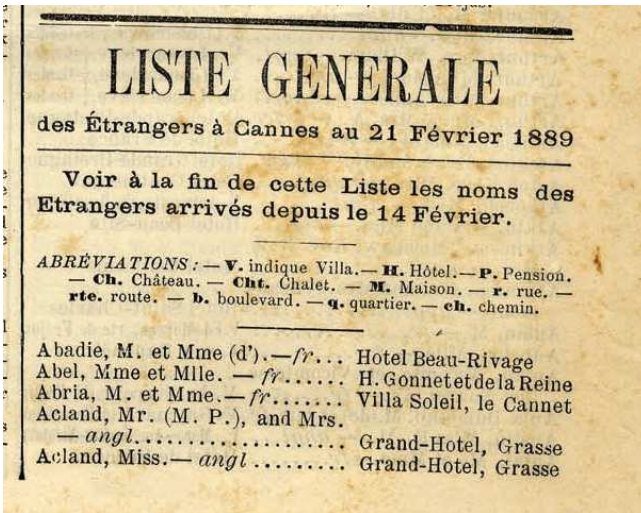 LISTE GENERALE
des Étrangers à Cannes au 21 Février 1889
Voir à la fin de cette Liste les noms des
Etrangers arrivés depuis le 14 Février.
ABRÉVIATIONS : — V. indique Villa. — H. Hôtel. — P. Pension.
— Ch. Château. — Cht. Chalet. — M. Maison. — r. rue. —
rte. route. — b. boulevard. — q. quartier. — ch. chemin.
Abadie, M. et Mme (d'). — fr... Hotel Beau-Rivage
Abel, Mme et Mlle. — fr...... H. Gonnet et de la Reine
Abria, M. et Mme. — fr...... Villa Soleil, le Cannet
Acland, Mr. (M. P.), and Mrs.
— angl.................... Grand-Hotel, Grasse
Acland, Miss. — angl ......... Grand-Hotel, Grasse